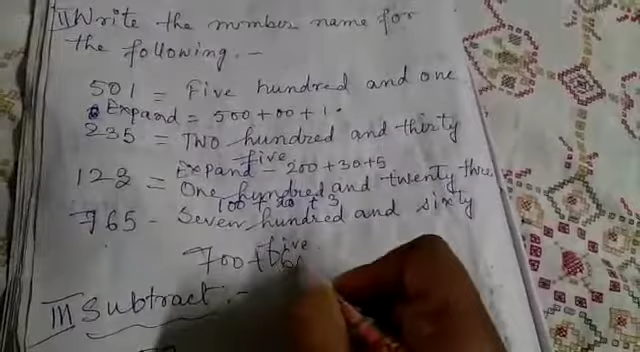 II Write the number name for
the following. -
501 = Five hundred and one
Expand = 500+00+1.
235 = Two hundred and thirty
five
Expand - 200+30+5
123 = One hundred and twenty three
100 + 20 + 3
765 - Seven hundred and sixty
five
700+60
III Subtract :-